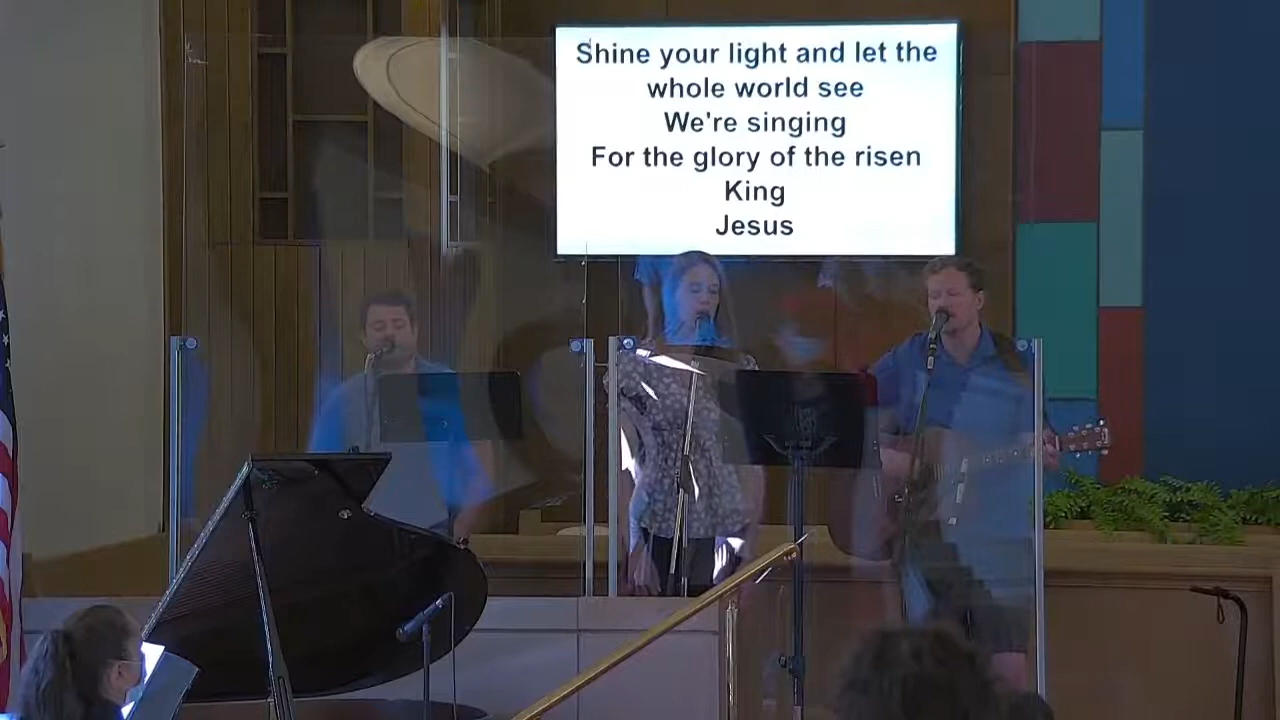 Shine your light and let the
whole world see
We're singing
For the glory of the risen
King
Jesus